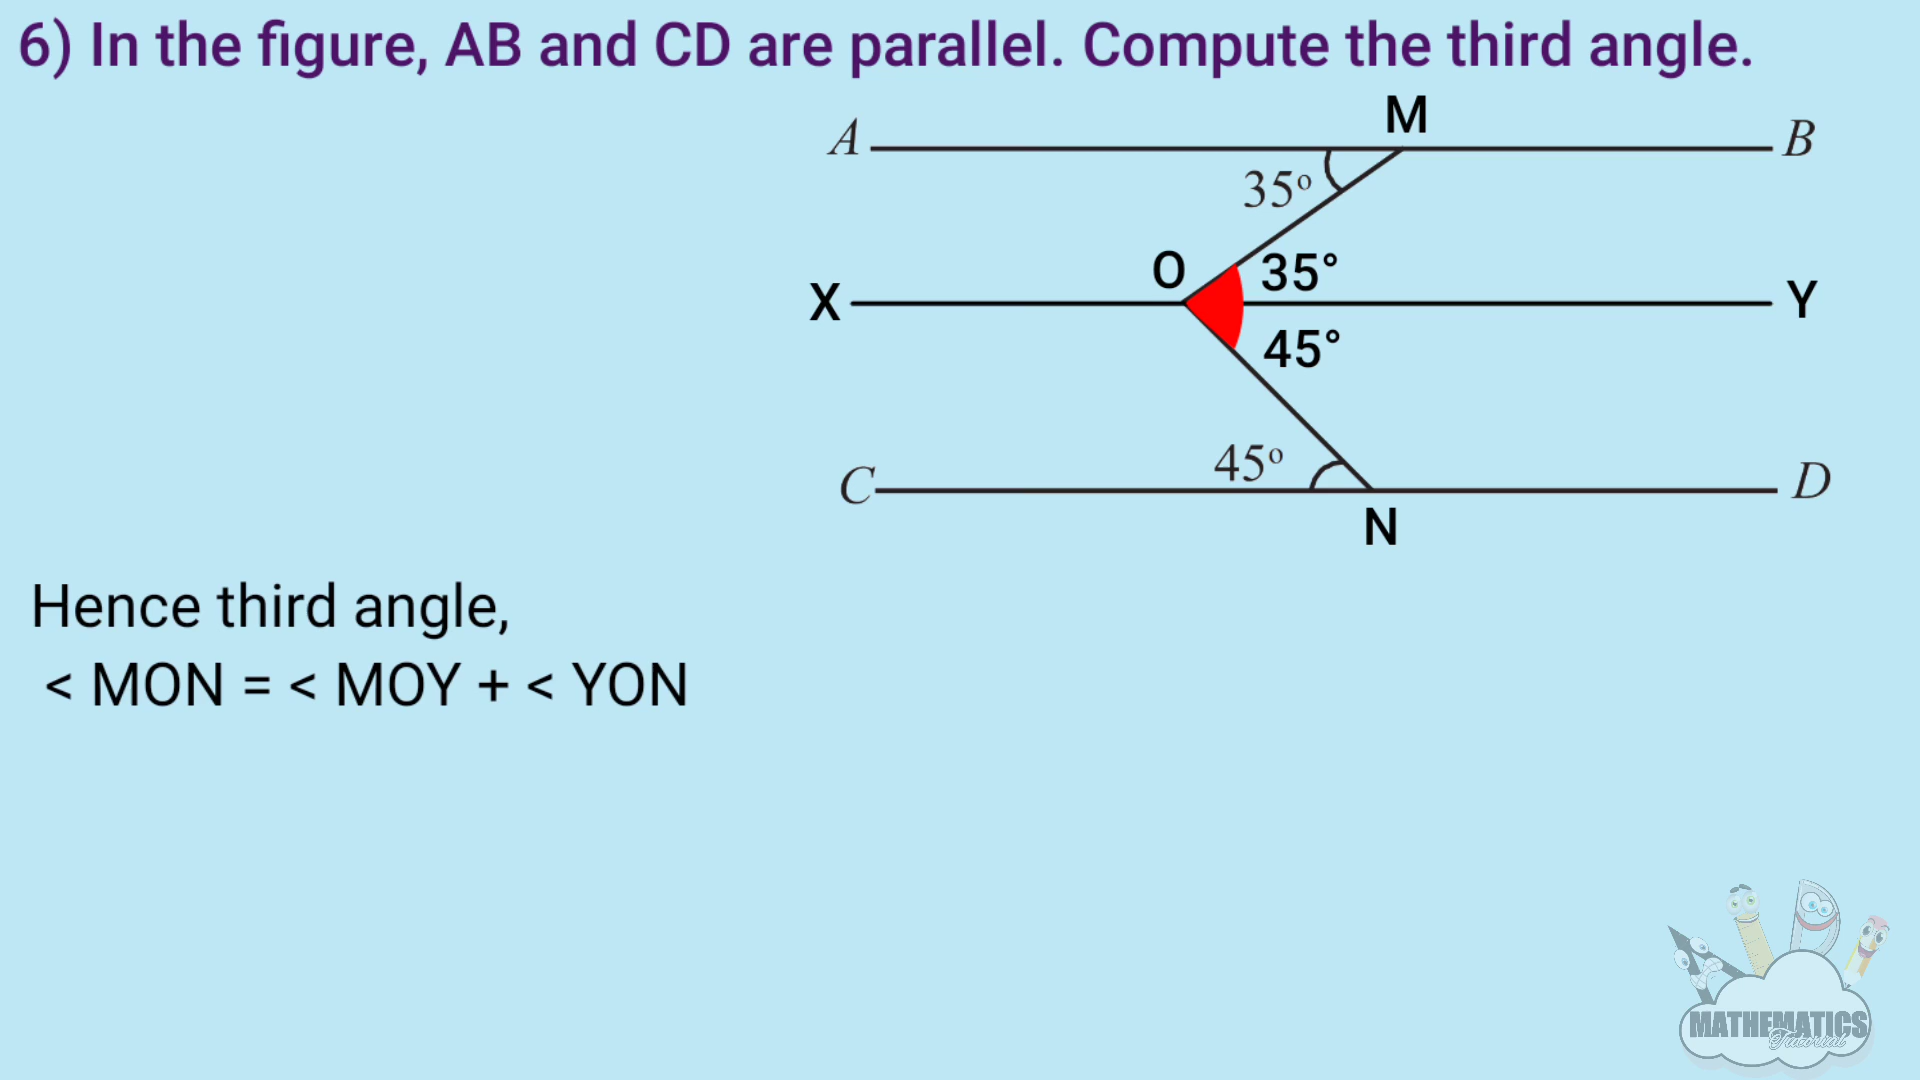 6) In the figure, AB and CD are parallel. Compute the third angle.
M
A
B
35°
O
35°
X
Y
45°
45°
C
D
N
Hence third angle,
< MON = < MOY + < YON
MATHEMATICS
Tutorial